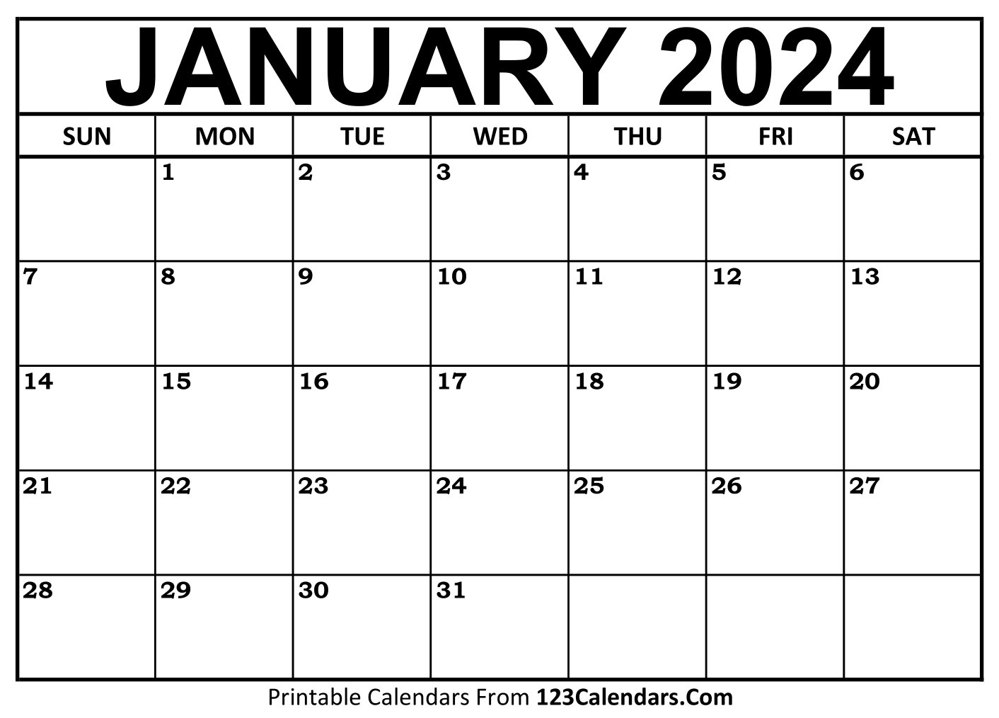 JANUARY 2024
SUN MON TUE WED THU FRI SAT
1 2 3 4 5 6
7 8 9 10 11 12 13
14 15 16 17 18 19 20
21 22 23 24 25 26 27
28 29 30 31
Printable Calendars From 123Calendars.Com